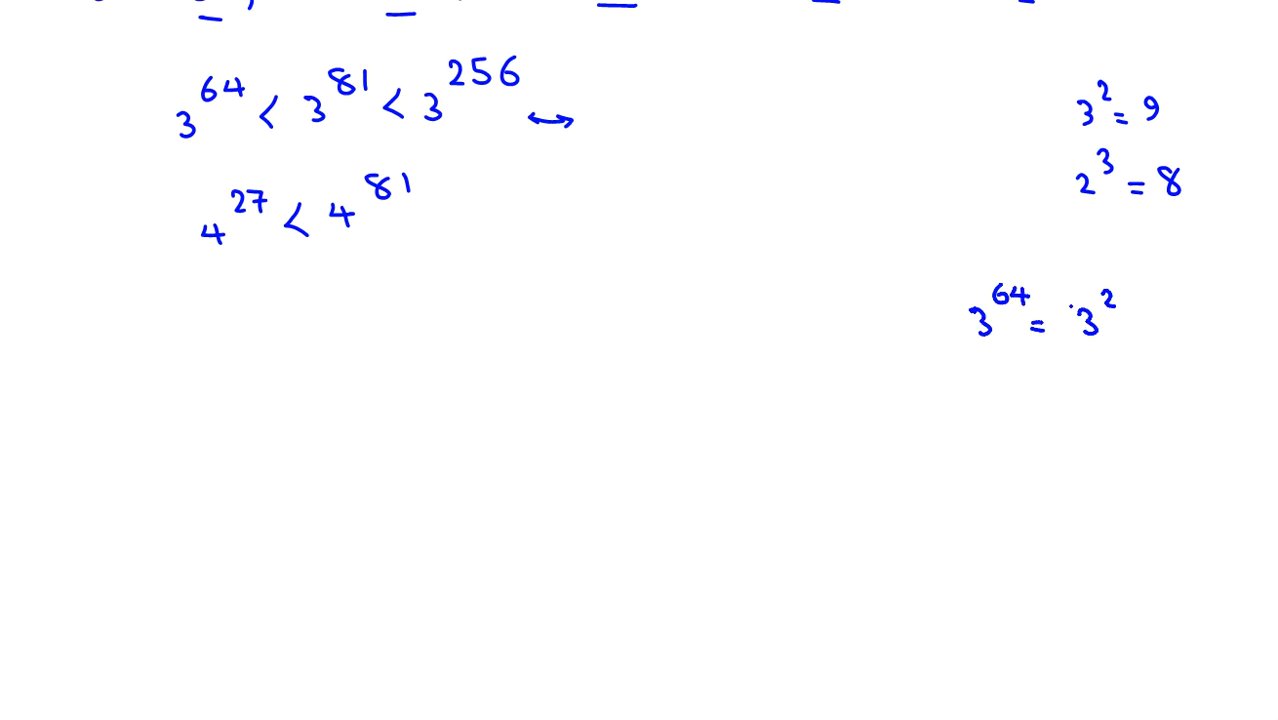 3^64 < 3^81 < 3^256 ↔
4^27 < 4^81
3^2 = 9
2^3 = 8
3^64 = 3^2